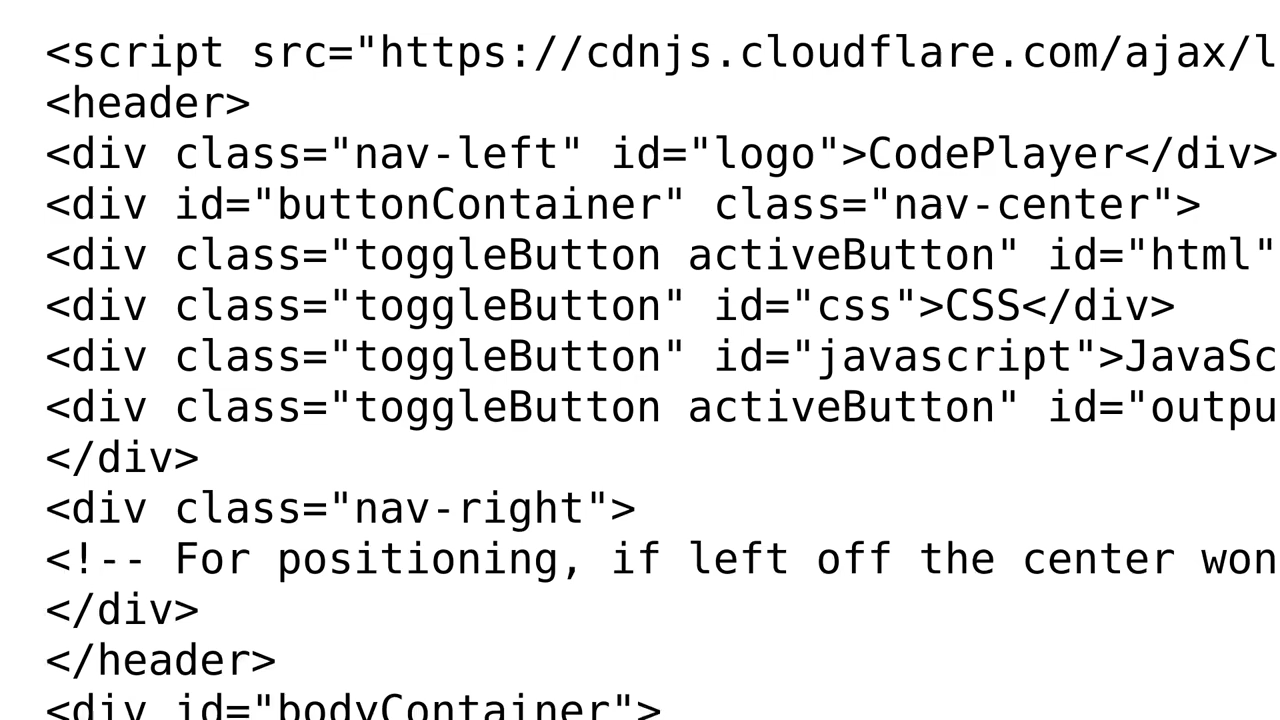 <script src="https://cdnjs.cloudflare.com/ajax/l
<header>
<div class="nav-left" id="logo">CodePlayer</div>
<div id="buttonContainer" class="nav-center">
<div class="toggleButton activeButton" id="html"
<div class="toggleButton" id="css">CSS</div>
<div class="toggleButton" id="javascript">JavaSc
<div class="toggleButton activeButton" id="outpu
</div>
<div class="nav-right">
<!-- For positioning, if left off the center won
</div>
</header>
<div id="bodyContainer">